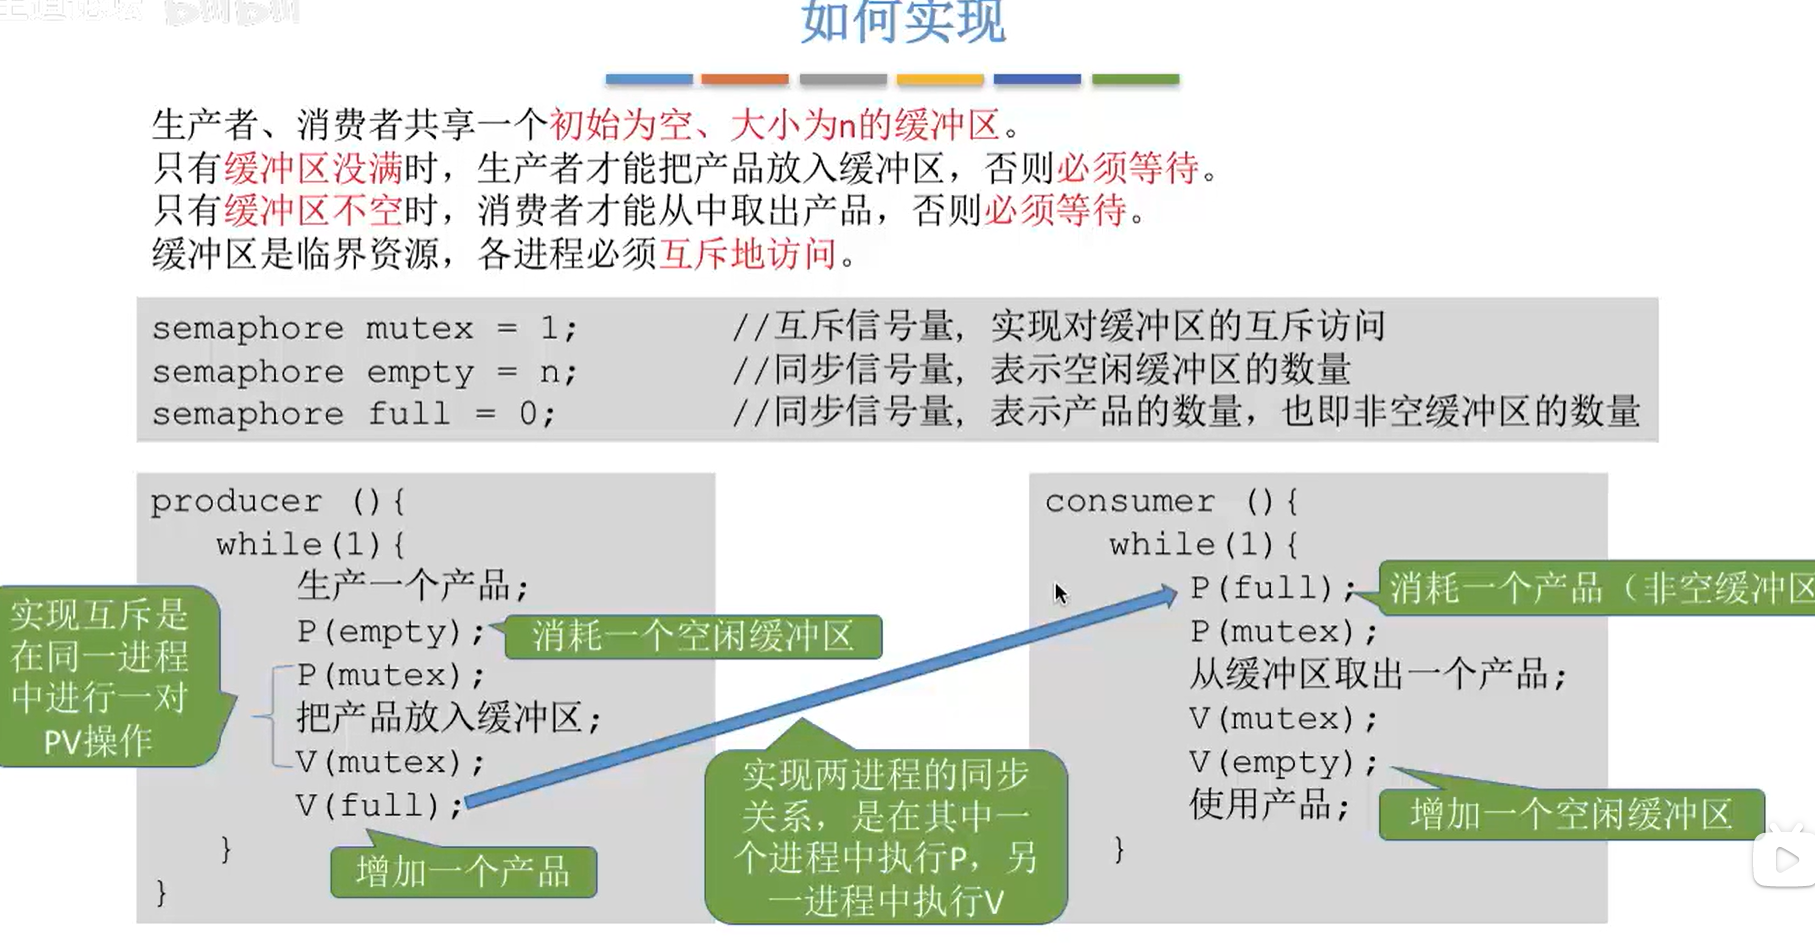 如何实现
生产者、消费者共享一个初始为空、大小为n的缓冲区。
只有缓冲区没满时，生产者才能把产品放入缓冲区，否则必须等待。
只有缓冲区不空时，消费者才能从中取出产品，否则必须等待。
缓冲区是临界资源，各进程必须互斥地访问。
semaphore mutex = 1; //互斥信号量，实现对缓冲区的互斥访问
semaphore empty = n; //同步信号量，表示空闲缓冲区的数量
semaphore full = 0; //同步信号量，表示产品的数量，也即非空缓冲区的数量
producer (){
while(1){
生产一个产品;
P(empty);
消耗一个空闲缓冲区
P(mutex);
把产品放入缓冲区;
V(mutex);
V(full);
增加一个产品
}
}
实现互斥是
在同一进程
中进行一对
PV操作
实现两进程的同步
关系，是在其中一
个进程中执行P，另
一进程中执行V
consumer (){
while(1){
P(full);
消耗一个产品（非空缓冲区
P(mutex);
从缓冲区取出一个产品;
V(mutex);
V(empty);
增加一个空闲缓冲区
使用产品;
}